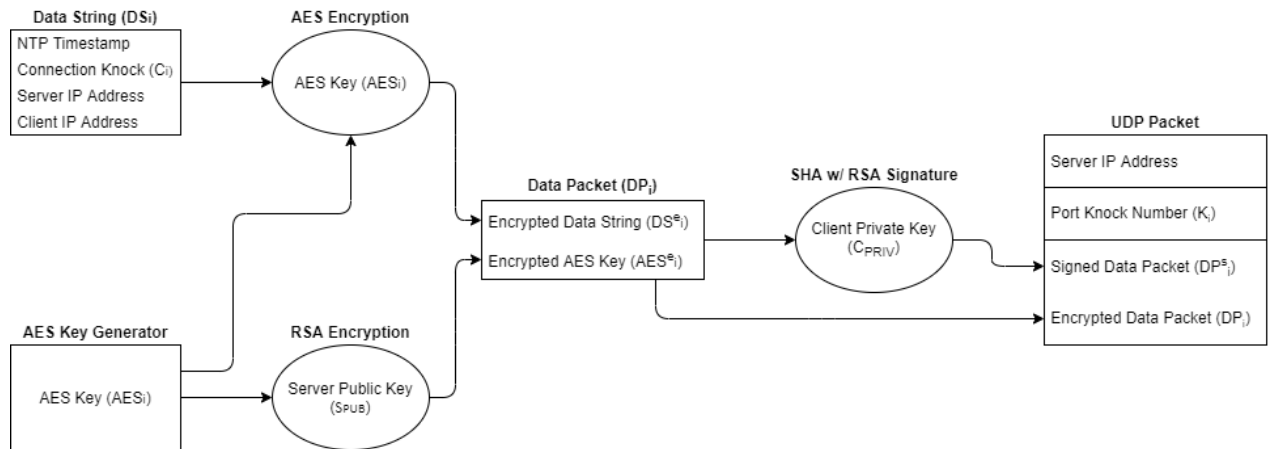 Data String (DSi)
NTP Timestamp
Connection Knock (Ci)
Server IP Address
Client IP Address
AES Encryption
AES Key (AESi)
AES Key Generator
AES Key (AESi)
RSA Encryption
Server Public Key
(SPUB)
Data Packet (DPi)
Encrypted Data String (DSei)
Encrypted AES Key (AESei)
SHA w/ RSA Signature
Client Private Key
(CPRIV)
UDP Packet
Server IP Address
Port Knock Number (Ki)
Signed Data Packet (DPsi)
Encrypted Data Packet (DPi)